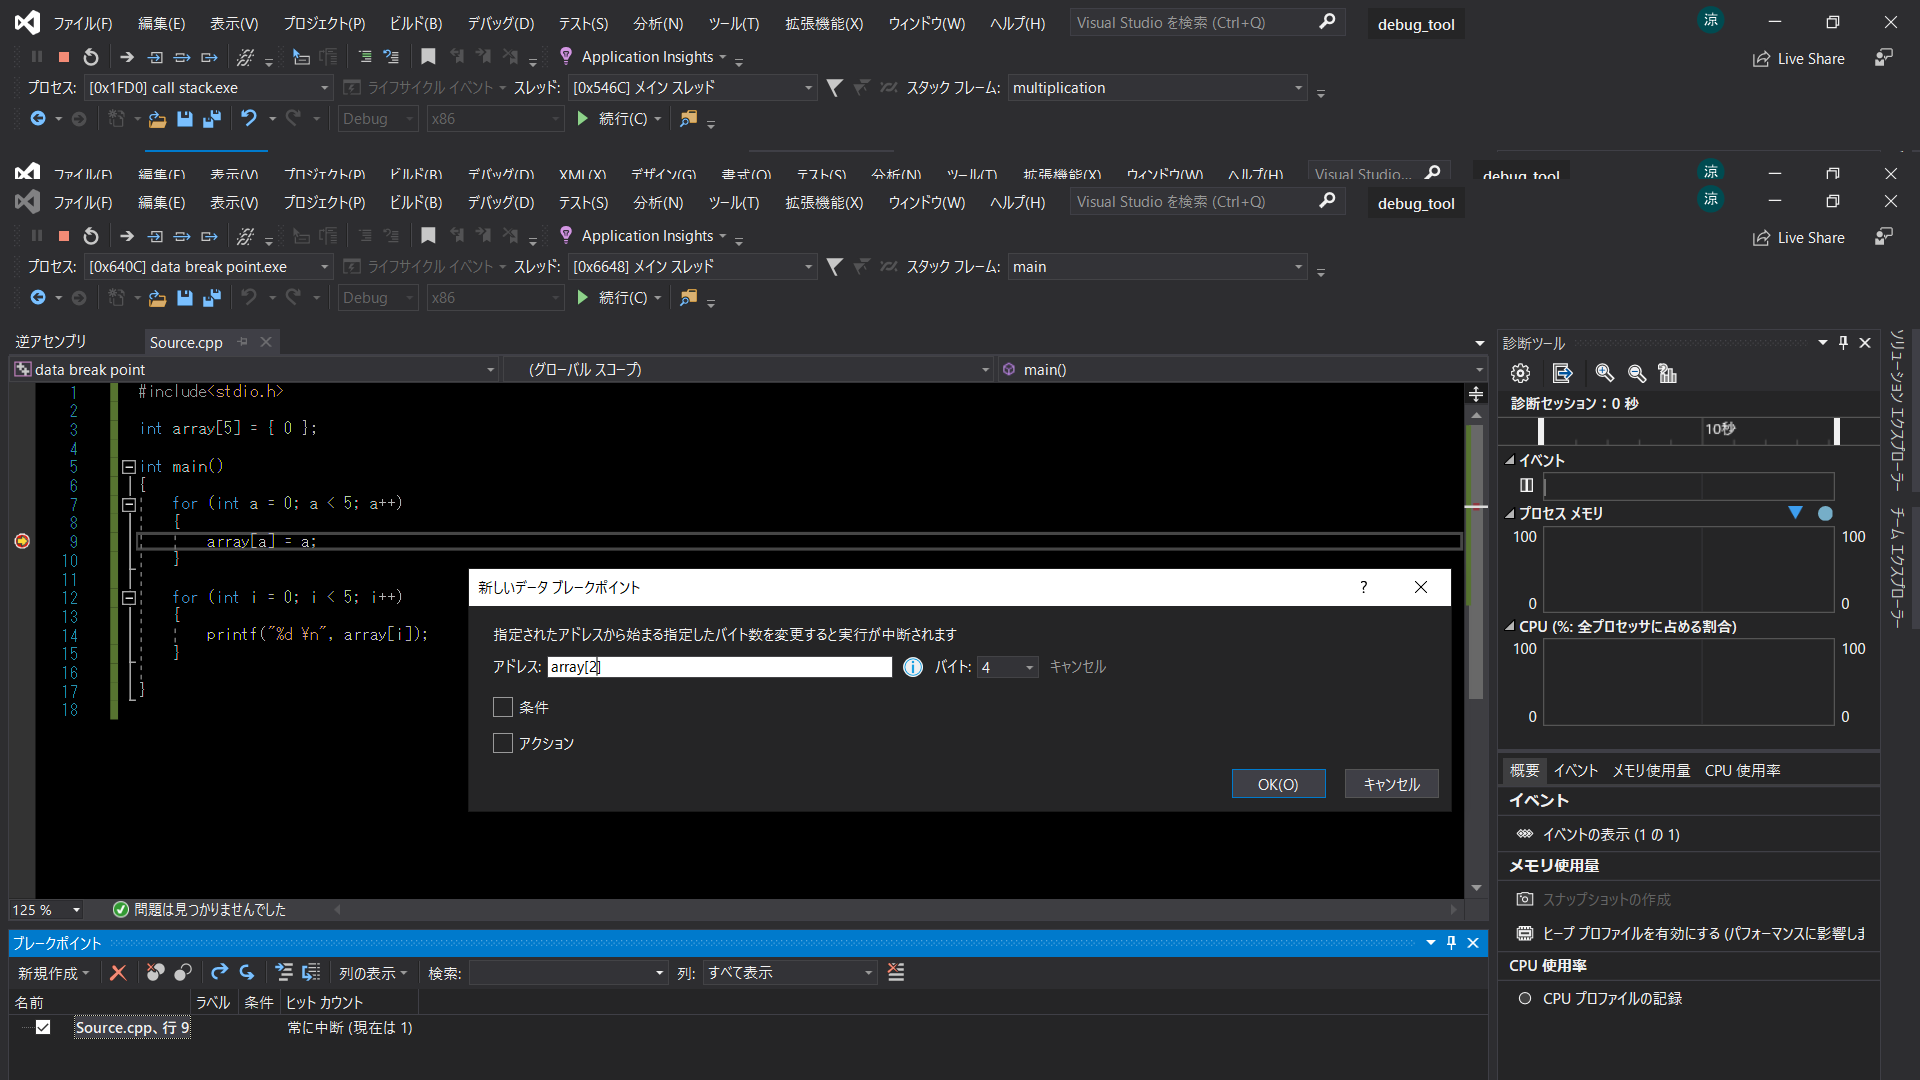 ファイル(F) 編集(E) 表示(V) プロジェクト(P) ビルド(B) デバッグ(D) テスト(S) 分析(N) ツール(T) 拡張機能(X) ウィンドウ(W) ヘルプ(H) Visual Studio を検索 (Ctrl+Q) debug_tool 涼
Application Insights Live Share
プロセス: [0x1FD0] call stack.exe ライフサイクル イベント スレッド: [0x546C] メイン スレッド スタック フレーム: multiplication
Debug x86 続行(C)
ファイル(F) 編集(E) 表示(V) プロジェクト(P) ビルド(B) デバッグ(D) XML(X) デザイン(G) 書式(O) テスト(S) 分析(N) ツール(T) 拡張機能(X) ウィンドウ(W) ヘルプ(H) Visual Studio... debug_tool 涼
ファイル(F) 編集(E) 表示(V) プロジェクト(P) ビルド(B) デバッグ(D) テスト(S) 分析(N) ツール(T) 拡張機能(X) ウィンドウ(W) ヘルプ(H) Visual Studio を検索 (Ctrl+Q) debug_tool 涼
Application Insights Live Share
プロセス: [0x640C] data break point.exe ライフサイクル イベント スレッド: [0x6648] メイン スレッド スタック フレーム: main
Debug x86 続行(C)
逆アセンブリ Source.cpp
data break point (グローバル スコープ) main()
1 #include<stdio.h>
2
3 int array[5] = { 0 };
4
5 int main()
6 {
7 for (int a = 0; a < 5; a++)
8 {
9 array[a] = a;
10 }
11
12 for (int i = 0; i < 5; i++)
13 {
14 printf("%d ¥n", array[i]);
15 }
16
17 }
18
新しいデータ ブレークポイント ?
指定されたアドレスから始まる指定したバイト数を変更すると実行が中断されます
アドレス: array[2] バイト: 4 キャンセル
条件
アクション
OK(O) キャンセル
125 % 問題は見つかりませんでした
ブレークポイント
新規作成 列の表示 検索: 列: すべて表示
名前 ラベル 条件 ヒット カウント
Source.cpp、行 9 常に中断 (現在は 1)
診断ツール
診断セッション：0 秒
10秒
イベント
プロセス メモリ
100 100
0 0
CPU (%: 全プロセッサに占める割合)
100 100
0 0
概要 イベント メモリ使用量 CPU 使用率
イベント
イベントの表示 (1 の 1)
メモリ使用量
スナップショットの作成
ヒープ プロファイルを有効にする (パフォーマンスに影響しま
CPU 使用率
CPU プロファイルの記録
ソリューション エクスプローラー
チーム エクスプローラー